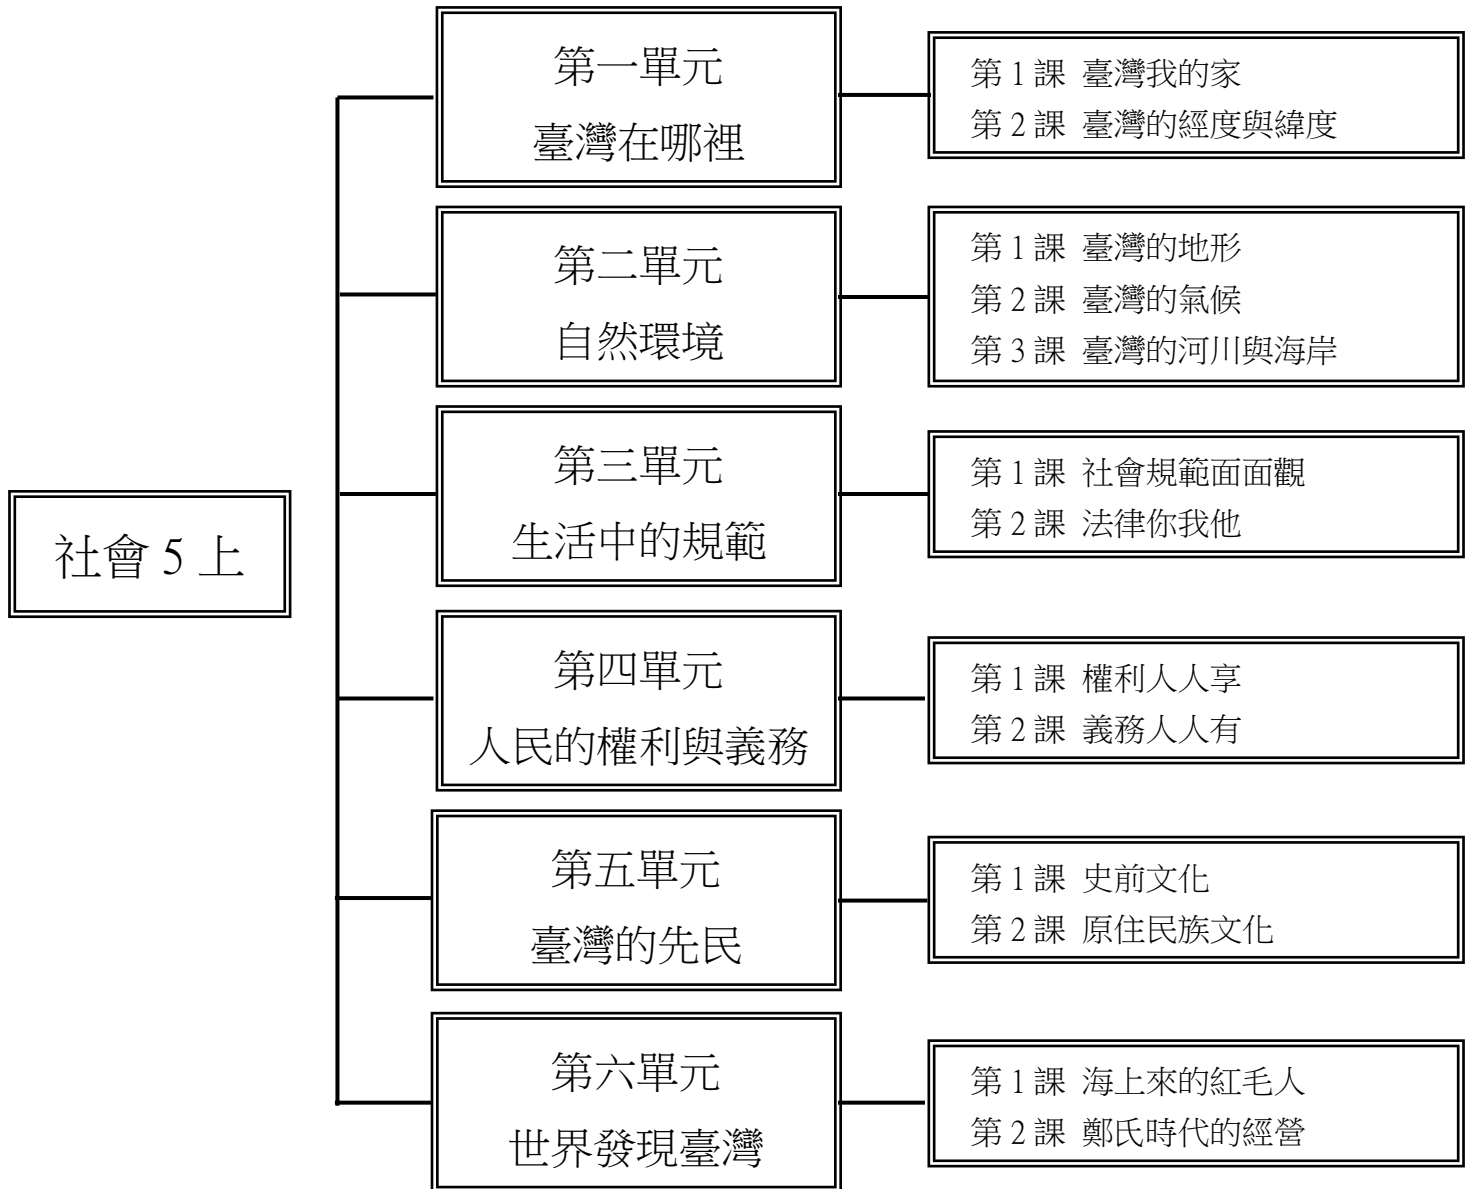 社會 5 上
第一單元
臺灣在哪裡
第 1 課 臺灣我的家
第 2 課 臺灣的經度與緯度
第二單元
自然環境
第 1 課 臺灣的地形
第 2 課 臺灣的氣候
第 3 課 臺灣的河川與海岸
第三單元
生活中的規範
第 1 課 社會規範面面觀
第 2 課 法律你我他
第四單元
人民的權利與義務
第 1 課 權利人人享
第 2 課 義務人人有
第五單元
臺灣的先民
第 1 課 史前文化
第 2 課 原住民族文化
第六單元
世界發現臺灣
第 1 課 海上來的紅毛人
第 2 課 鄭氏時代的經營